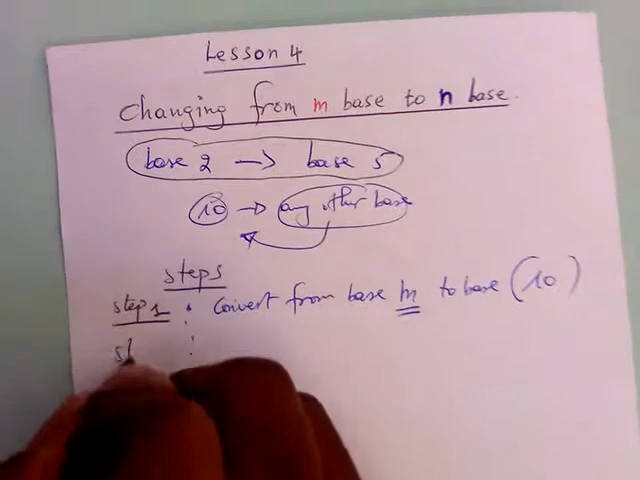 Lesson 4
Changing from m base to n base.
base 2 → base 5
10 → any other base
steps
step 1 : Convert from base m to base (10)
st :